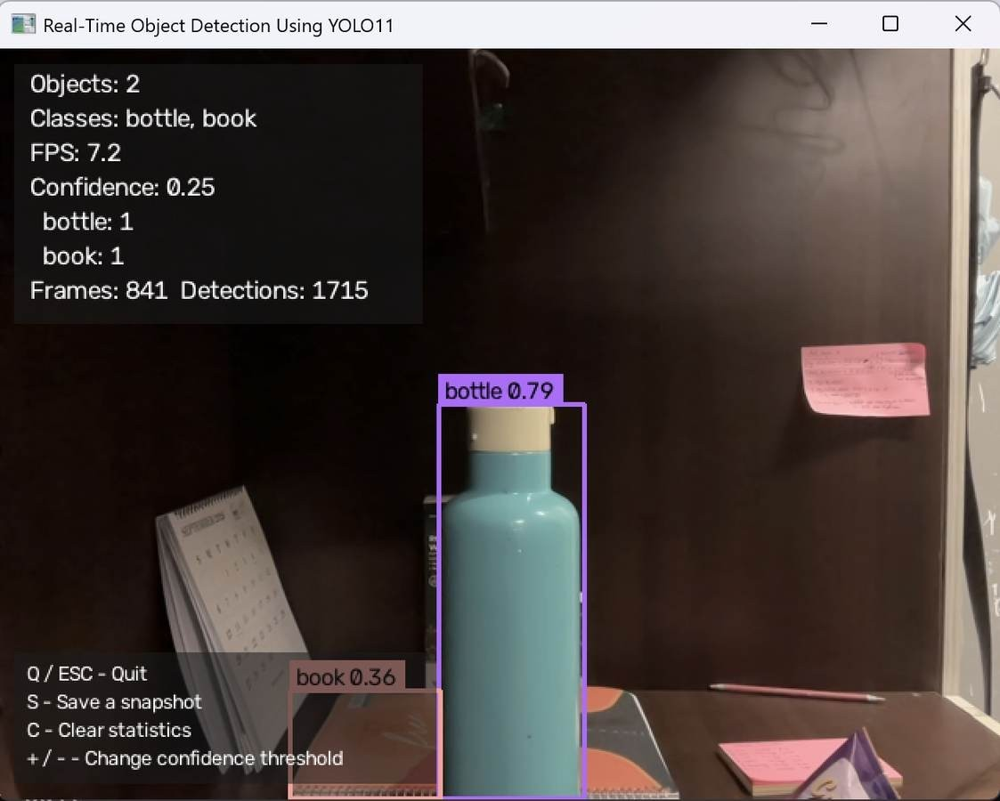 Real-Time Object Detection Using YOLO11
Objects: 2
Classes: bottle, book
FPS: 7.2
Confidence: 0.25
bottle: 1
book: 1
Frames: 841 Detections: 1715
bottle 0.79
SEPTEMBER
S M T W T F S
book 0.36
Q / ESC - Quit
S - Save a snapshot
C - Clear statistics
+ / - - Change confidence threshold